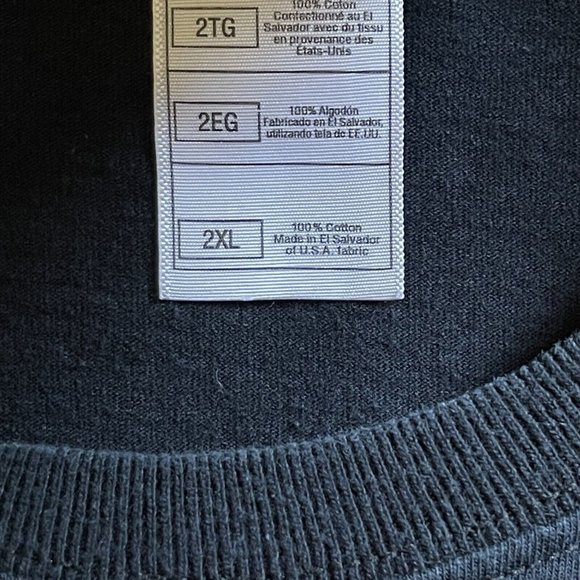 2TG
100% Coton
Confectionné au El
Salvador avec du tissu
en provenance des
États-Unis
2EG
100% Algodón
Fabricado en El Salvador,
utilizando tela de EE.UU.
2XL
100% Cotton
Made in El Salvador
of U.S.A. fabric